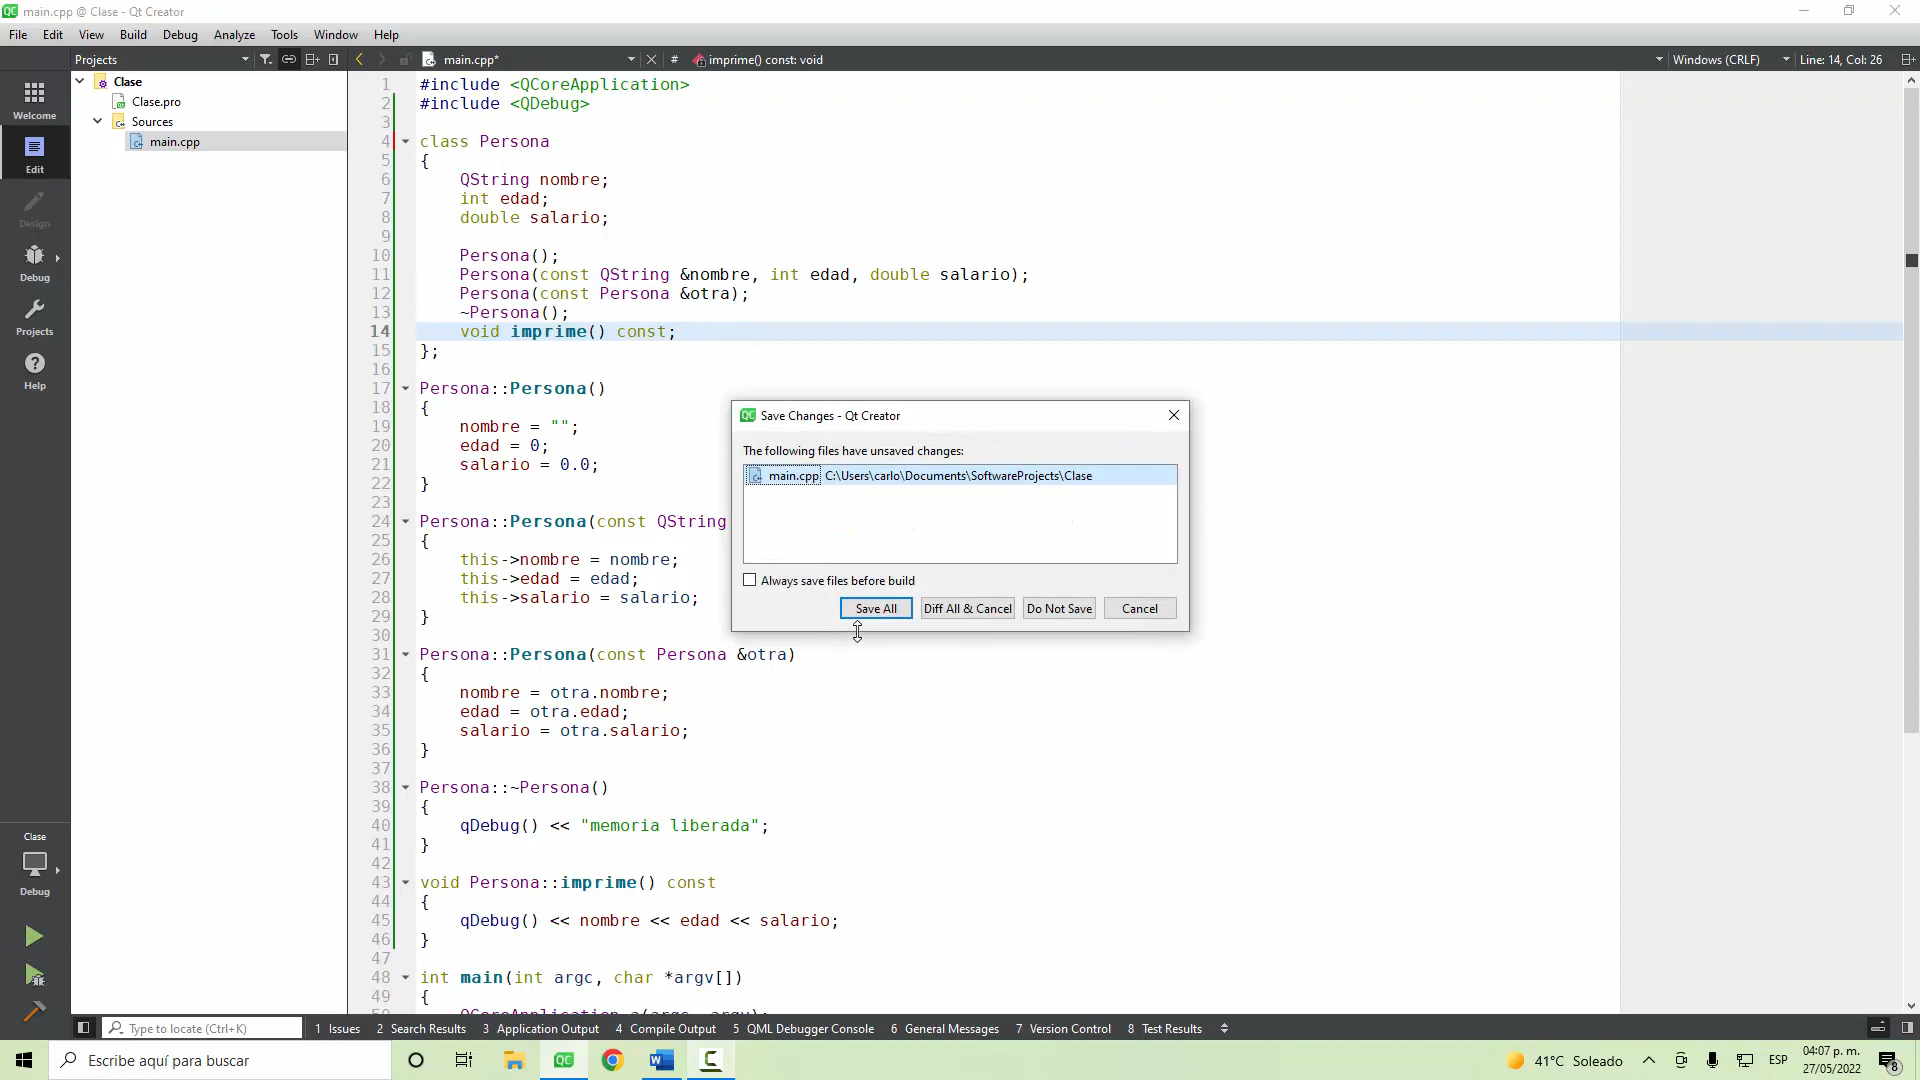 main.cpp @ Clase - Qt Creator
File Edit View Build Debug Tools Analyze Window Help
Projects main.cpp* # imprime() const: void Windows (CRLF) Line: 14, Col: 26
Welcome
Edit
Design
Debug
Projects
Help
Clase
Debug
Clase
Clase.pro
Sources
main.cpp
1 #include <QCoreApplication>
2 #include <QDebug>
3
4 class Persona
5 {
6 QString nombre;
7 int edad;
8 double salario;
9
10 Persona();
11 Persona(const QString &nombre, int edad, double salario);
12 Persona(const Persona &otra);
13 ~Persona();
14 void imprime() const;
15 };
16
17 Persona::Persona()
18 {
19 nombre = "";
20 edad = 0;
21 salario = 0.0;
22 }
23
24 Persona::Persona(const QString
25 {
26 this->nombre = nombre;
27 this->edad = edad;
28 this->salario = salario;
29 }
30
31 Persona::Persona(const Persona &otra)
32 {
33 nombre = otra.nombre;
34 edad = otra.edad;
35 salario = otra.salario;
36 }
37
38 Persona::~Persona()
39 {
40 qDebug() << "memoria liberada";
41 }
42
43 void Persona::imprime() const
44 {
45 qDebug() << nombre << edad << salario;
46 }
47
48 int main(int argc, char *argv[])
49 {
Save Changes - Qt Creator
The following files have unsaved changes:
main.cpp C:\Users\carlo\Documents\SoftwareProjects\Clase
Always save files before build
Save All Diff All & Cancel Do Not Save Cancel
Type to locate (Ctrl+K) 1 Issues 2 Search Results 3 Application Output 4 Compile Output 5 QML Debugger Console 6 General Messages 7 Version Control 8 Test Results
Escribe aquí para buscar
41°C Soleado
ESP
04:07 p. m.
27/05/2022
8